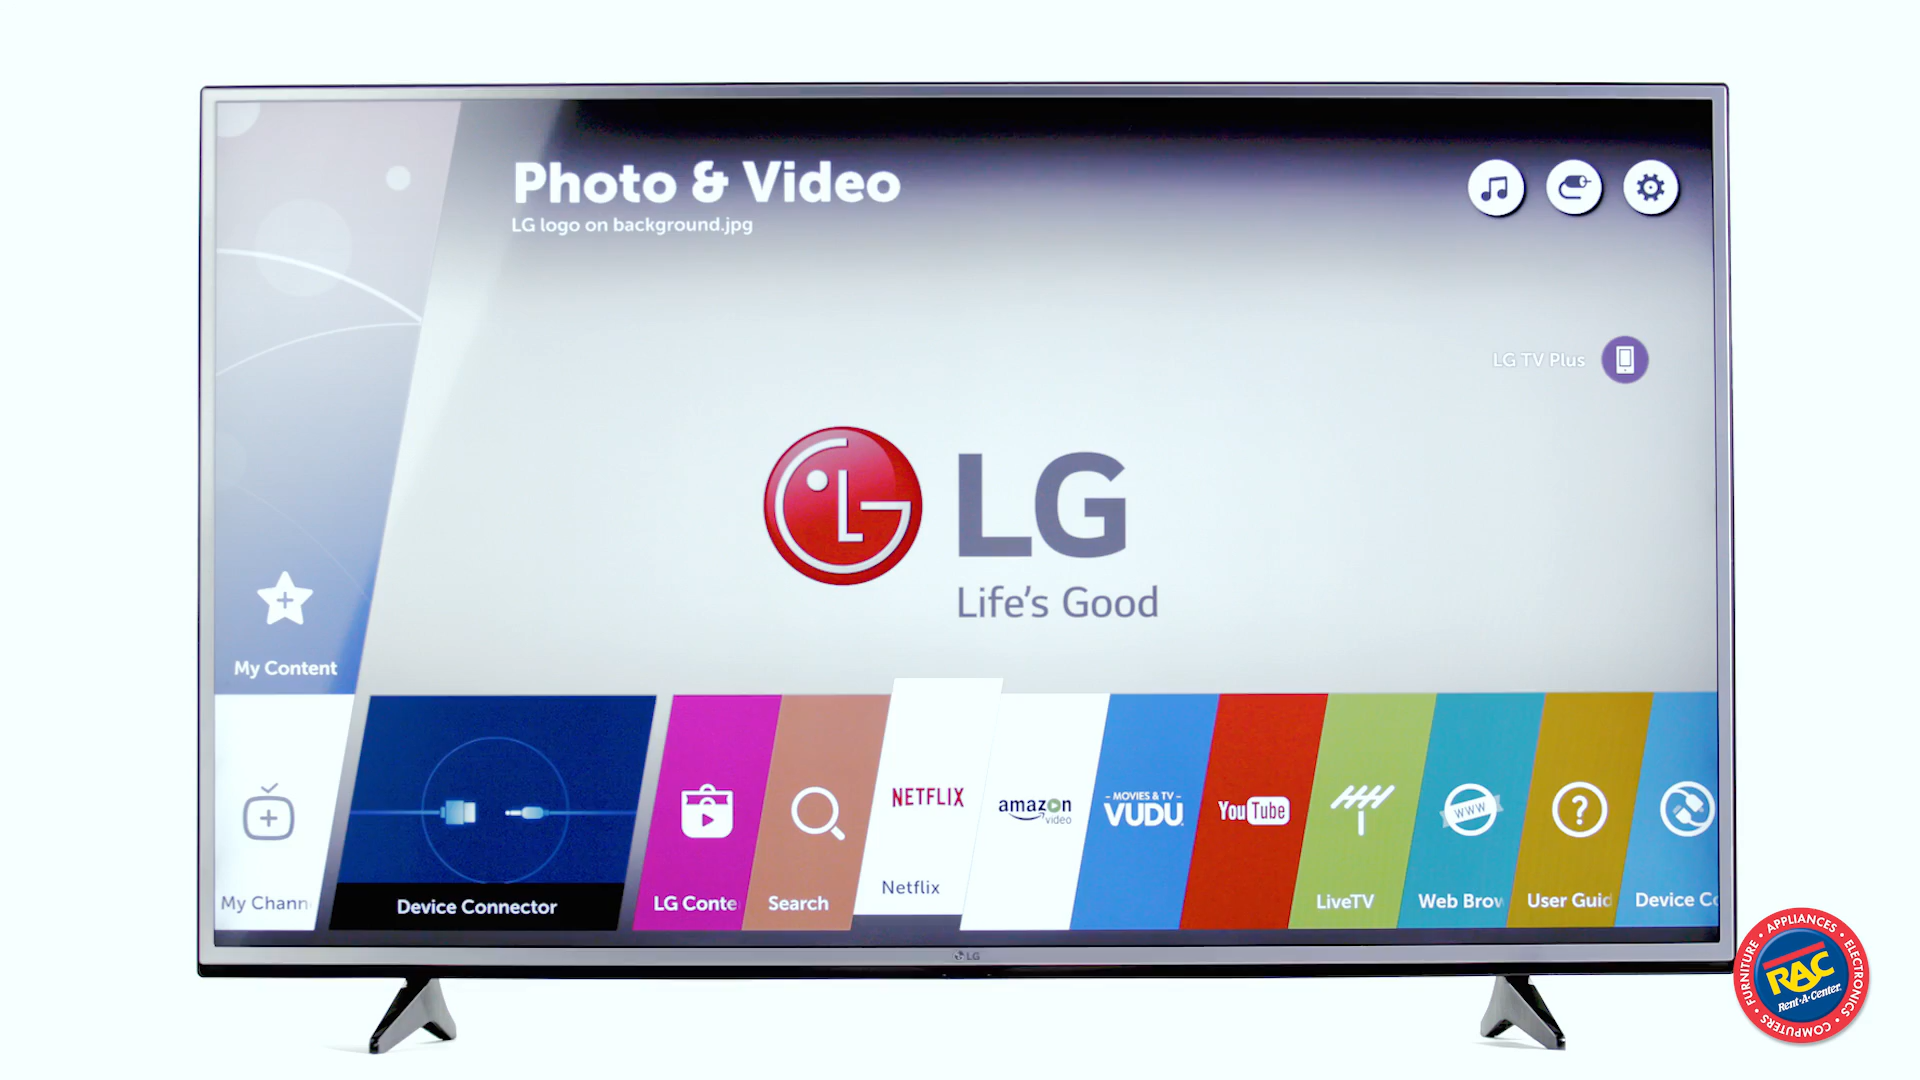 Photo & Video
LG logo on background.jpg
LG TV Plus
LG
Life's Good
My Content
NETFLIX
amazon
video
– MOVIES & TV –
VUDU
YouTube
WWW
?
My Chann
Device Connector
LG Conte
Search
Netflix
LiveTV
Web Brow
User Guid
Device Co
LG
FURNITURE • APPLIANCES • ELECTRONICS • COMPUTERS •
RAC
Rent-A-Center